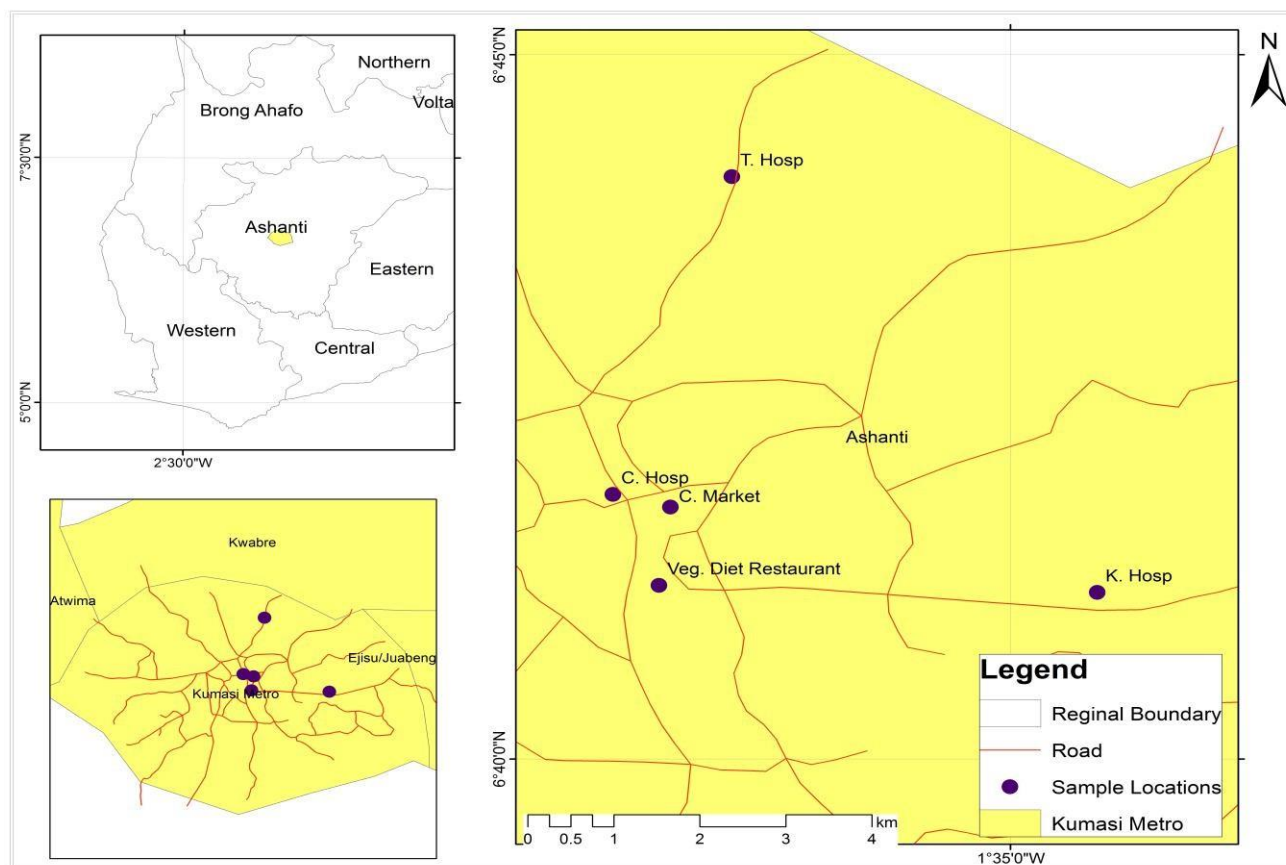 Northern
Volta
Brong Ahafo
Ashanti
Eastern
Western
Central
7°30'0"N
5°0'0"N
2°30'0"W
Kwabre
Atwima
Ejisu/Juabeng
Kumasi Metro
N
6°45'0"N
6°40'0"N
T. Hosp
Ashanti
C. Hosp
C. Market
Veg. Diet Restaurant
K. Hosp
Legend
Reginal Boundary
Road
Sample Locations
Kumasi Metro
km
0 0.5 1 2 3 4
1°35'0"W